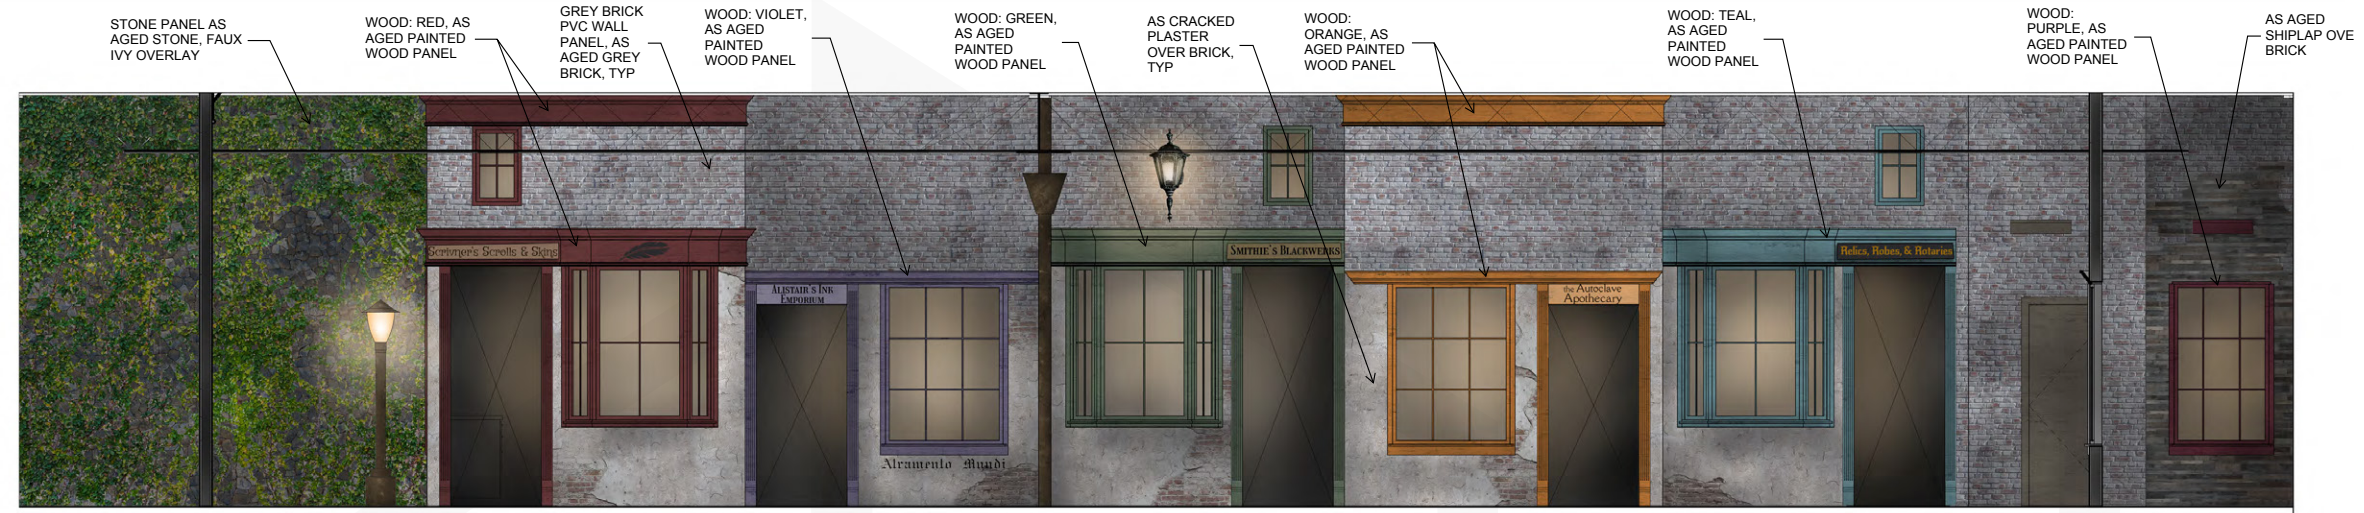 STONE PANEL AS
AGED STONE, FAUX
IVY OVERLAY
WOOD: RED, AS
AGED PAINTED
WOOD PANEL
GREY BRICK
PVC WALL
PANEL, AS
AGED GREY
BRICK, TYP
WOOD: VIOLET,
AS AGED
PAINTED
WOOD PANEL
WOOD: GREEN,
AS AGED
PAINTED
WOOD PANEL
AS CRACKED
PLASTER
OVER BRICK,
TYP
WOOD:
ORANGE, AS
AGED PAINTED
WOOD PANEL
WOOD: TEAL,
AS AGED
PAINTED
WOOD PANEL
WOOD:
PURPLE, AS
AGED PAINTED
WOOD PANEL
AS AGED
SHIPLAP OVE
BRICK
Scrivner's Scrolls & Skins
ALISTAIR'S INK
EMPORIUM
Atramento Mundi
SMITHIE'S BLACKWERKS
the Autoclave
Apothecary
Relics, Robes, & Rotaries